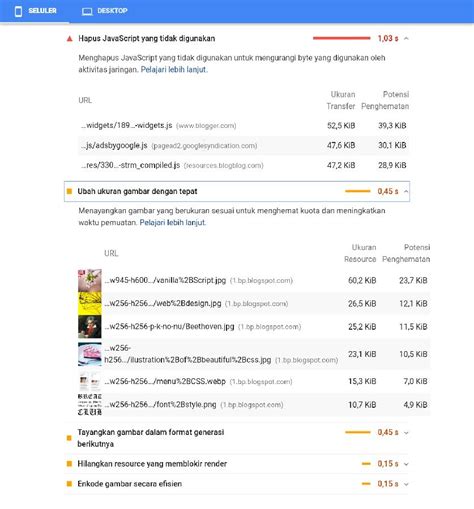 SELULER DESKTOP
Hapus JavaScript yang tidak digunakan 1,03 s
Menghapus JavaScript yang tidak digunakan untuk mengurangi byte yang digunakan oleh
aktivitas jaringan. Pelajari lebih lanjut.
URL Ukuran Transfer Potensi Penghematan
...widgets/189...-widgets.js (www.blogger.com) 52,5 KiB 39,3 KiB
...js/adsbygoogle.js (pagead2.googlesyndication.com) 47,6 KiB 30,1 KiB
...res/330...-strm_compiled.js (resources.blogblog.com) 47,2 KiB 28,9 KiB
Ubah ukuran gambar dengan tepat 0,45 s
Menayangkan gambar yang berukuran sesuai untuk menghemat kuota dan meningkatkan
waktu pemuatan. Pelajari lebih lanjut.
URL Ukuran Resource Potensi Penghematan
...w945-h600.../vanilla%2BScript.jpg (1.bp.blogspot.com) 60,2 KiB 23,7 KiB
...w256-h256.../web%2Bdesign.jpg (1.bp.blogspot.com) 26,5 KiB 12,1 KiB
...w256-h256-p-k-no-nu/Beethoven.jpg (1.bp.blogspot.com) 25,2 KiB 11,5 KiB
...w256-
h256.../ilustration%2Bof%2Bbeautiful%2Bcss.jpg (1.bp.blogspot.com) 23,1 KiB 10,5 KiB
...w256-h256.../menu%2BCSS.webp (1.bp.blogspot.com) 15,3 KiB 7,0 KiB
...w256-h256.../font%2Bstyle.png (1.bp.blogspot.com) 10,7 KiB 4,9 KiB
Tayangkan gambar dalam format generasi
berikutnya 0,45 s
Hilangkan resource yang memblokir render 0,15 s
Enkode gambar secara efisien 0,15 s